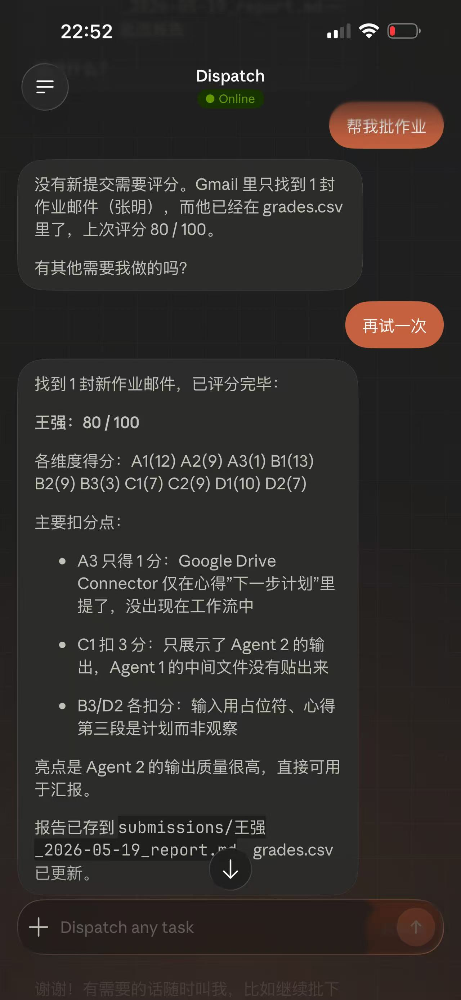 22:52
Dispatch
Online
帮我批作业
没有新提交需要评分。Gmail 里只找到 1 封
作业邮件（张明），而他已经在 grades.csv
里了，上次评分 80 / 100。
有其他需要我做的吗?
再试一次
找到 1 封新作业邮件，已评分完毕：
王强：80 / 100
各维度得分：A1(12) A2(9) A3(1) B1(13)
B2(9) B3(3) C1(7) C2(9) D1(10) D2(7)
主要扣分点：
• A3 只得 1 分：Google Drive
Connector 仅在心得”下一步计划”里
提了，没出现在工作流中
• C1 扣 3 分：只展示了 Agent 2 的输
出，Agent 1 的中间文件没有贴出来
• B3/D2 各扣分：输入用占位符、心得
第三段是计划而非观察
亮点是 Agent 2 的输出质量很高，直接可用
于汇报。
报告已存到 submissions/王强
_2026-05-19_report.md grades.csv
已更新。
Dispatch any task
谢谢！有需要的话随时叫我，比如继续批下